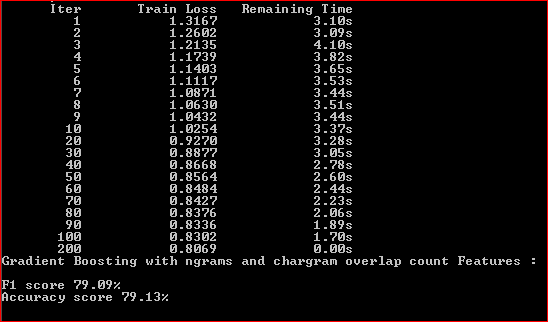 Iter Train Loss Remaining Time
1 1.3167 3.10s
2 1.2602 3.09s
3 1.2135 4.10s
4 1.1739 3.82s
5 1.1403 3.65s
6 1.1117 3.53s
7 1.0871 3.44s
8 1.0630 3.51s
9 1.0432 3.44s
10 1.0254 3.37s
20 0.9270 3.28s
30 0.8877 3.05s
40 0.8668 2.78s
50 0.8564 2.60s
60 0.8484 2.44s
70 0.8427 2.23s
80 0.8376 2.06s
90 0.8336 1.89s
100 0.8302 1.70s
200 0.8069 0.00s
Gradient Boosting with ngrams and chargram overlap count Features :
F1 score 79.09%
Accuracy score 79.13%